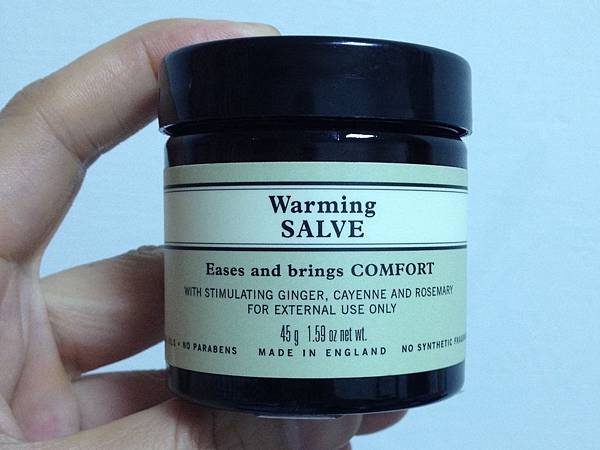 Warming
SALVE
Eases and brings COMFORT
WITH STIMULATING GINGER, CAYENNE AND ROSEMARY
FOR EXTERNAL USE ONLY
45 g 1.59 oz net wt.
• NO PARABENS MADE IN ENGLAND NO SYNTHETIC